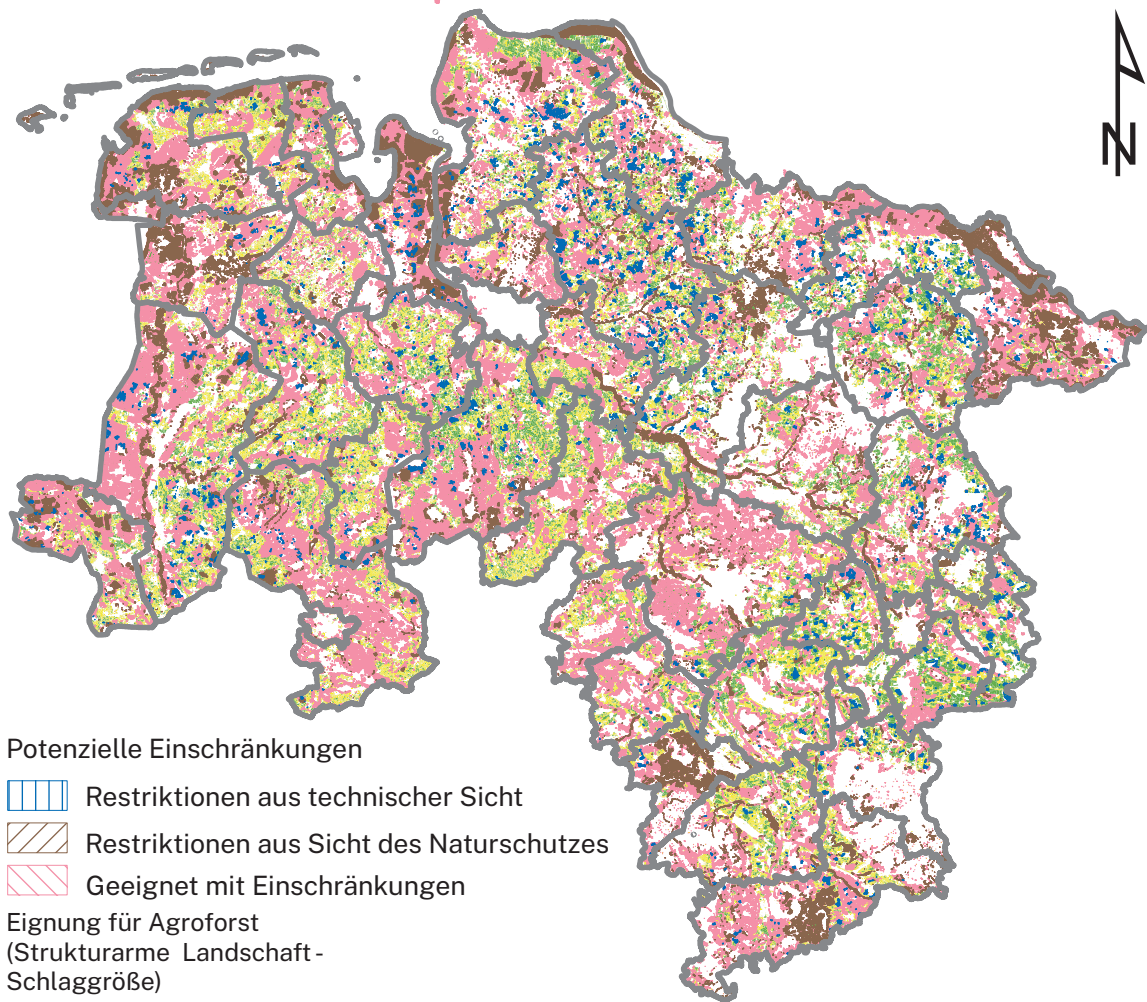 N
Potenzielle Einschränkungen
Restriktionen aus technischer Sicht
Restriktionen aus Sicht des Naturschutzes
Geeignet mit Einschränkungen
Eignung für Agroforst
(Strukturarme Landschaft -
Schlaggröße)